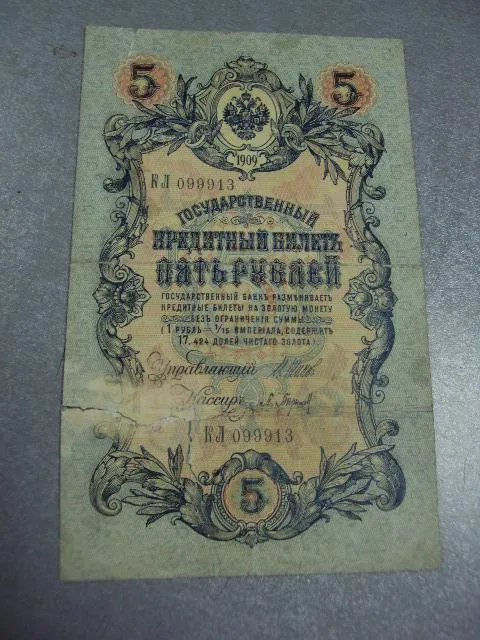 5 5
1909
КЛ 099913
ГОСУДАРСТВЕННЫЙ
КРЕДИТНЫЙ БИЛЕТЪ
ПЯТЬ РУБЛЕЙ
ГОСУДАРСТВЕННЫЙ БАНКЪ РАЗМѢНИВАЕТЪ
КРЕДИТНЫЕ БИЛЕТЫ НА ЗОЛОТУЮ МОНЕТУ
БЕЗЪ ОГРАНИЧЕНІЯ СУММЫ
(1 РУБЛЬ = 1/15 ИМПЕРІАЛА, СОДЕРЖИТЪ
17,424 ДОЛЕЙ ЧИСТАГО ЗОЛОТА).
Управляющій
Кассиръ
КЛ 099913
5